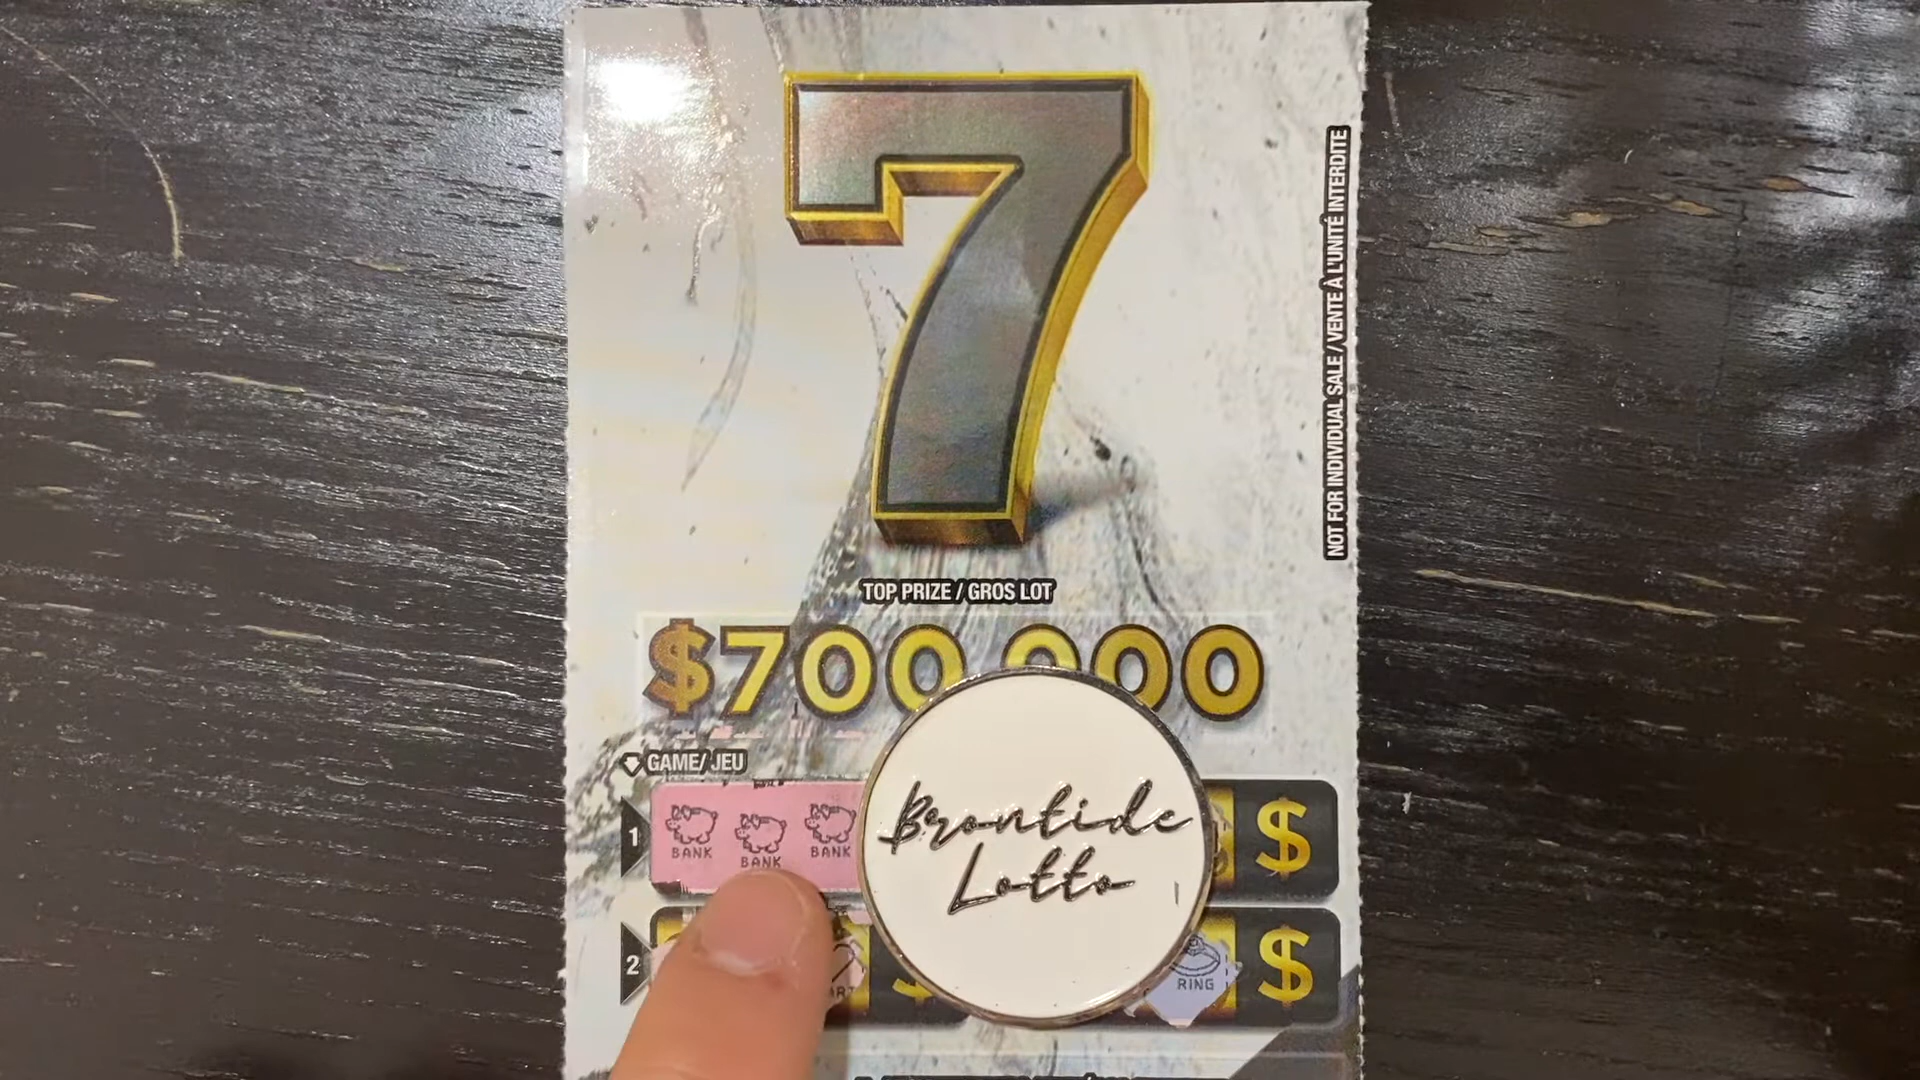 7
NOT FOR INDIVIDUAL SALE / VENTE À L'UNITÉ INTERDITE
TOP PRIZE / GROS LOT
$700,000
GAME/ JEU
1
BANK BANK BANK
$
Brontide
Lotto
2
RING
$